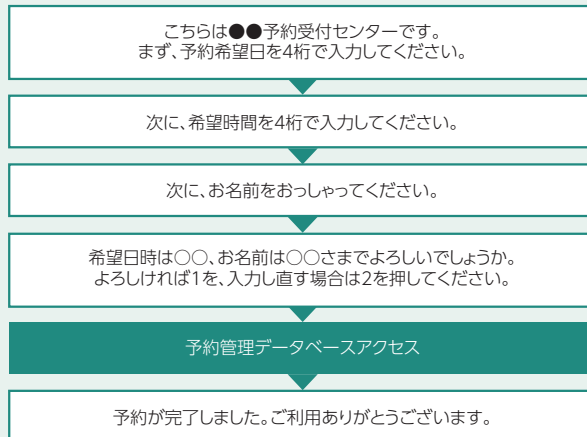 こちらは●●予約受付センターです。
まず、予約希望日を4桁で入力してください。
次に、希望時間を4桁で入力してください。
次に、お名前をおっしゃってください。
希望日時は○○、お名前は○○さまでよろしいでしょうか。
よろしければ1を、入力し直す場合は2を押してください。
予約管理データベースアクセス
予約が完了しました。ご利用ありがとうございます。